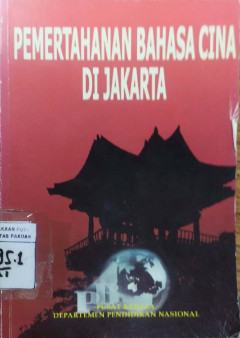 PEMERTAHANAN BAHASA CINA
DI JAKARTA
PUSAT BAHASA
DEPARTEMEN PENDIDIKAN NASIONAL